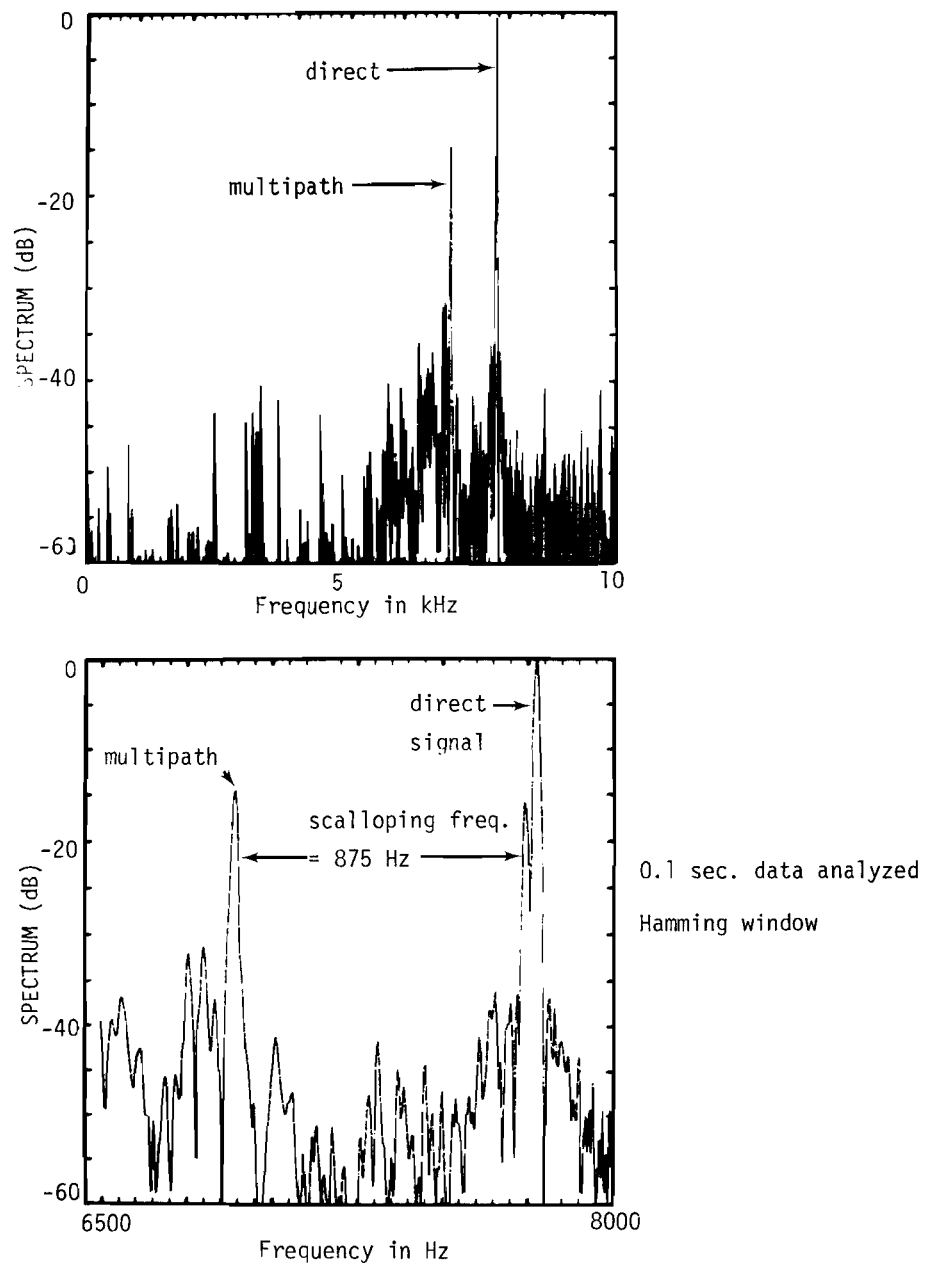 0
direct
multipath
-20
SPECTRUM (dB)
-40
-60
0
5
10
Frequency in kHz
0
direct
signal
multipath
scalloping freq.
= 875 Hz
-20
0.1 sec. data analyzed
Hamming window
SPECTRUM (dB)
-40
-60
6500
8000
Frequency in Hz